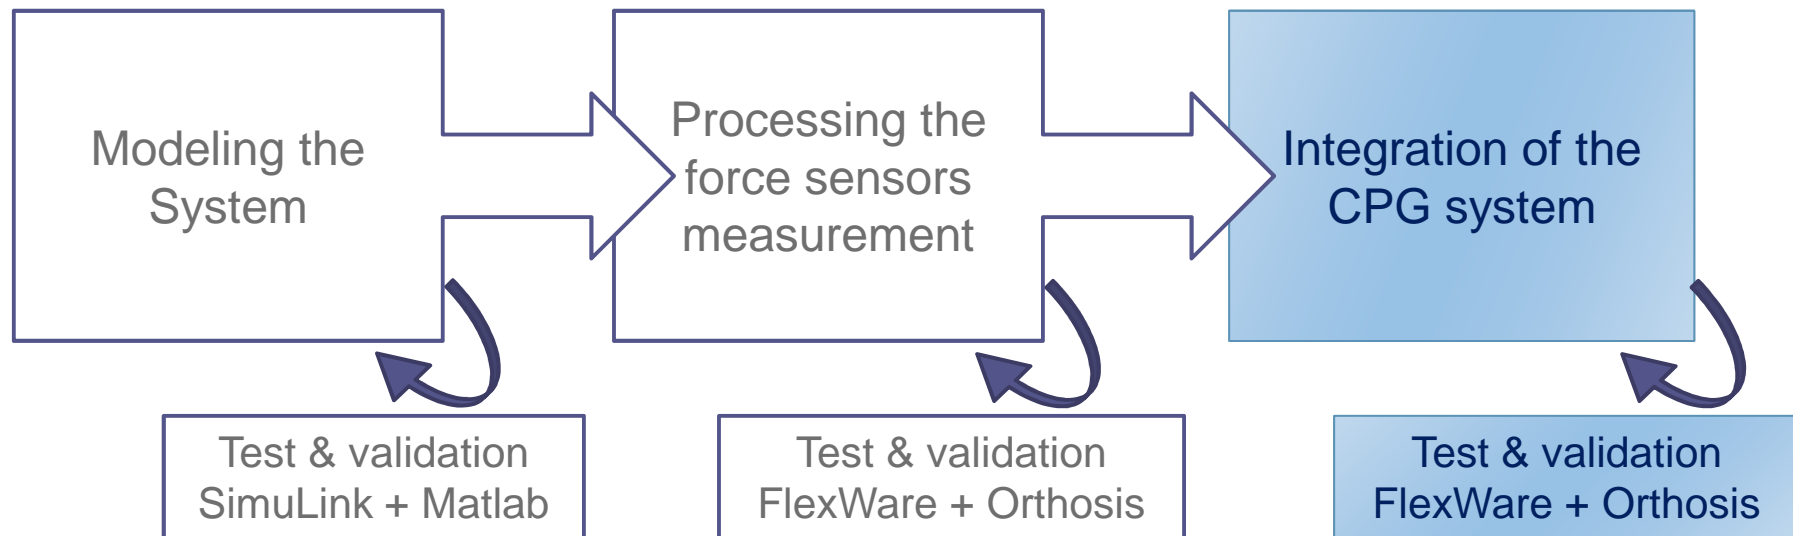 Modeling the
System
Processing the
force sensors
measurement
Integration of the
CPG system
Test & validation
SimuLink + Matlab
Test & validation
FlexWare + Orthosis
Test & validation
FlexWare + Orthosis